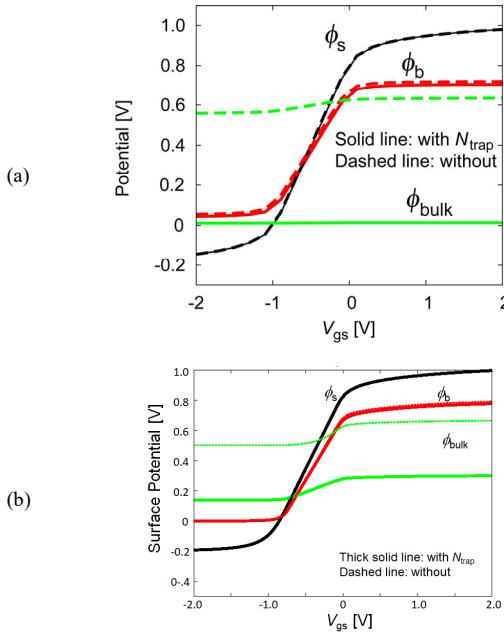 (a)
Potential [V]
1.0
0.8
0.6
0.4
0.2
0
-0.2
ϕs
ϕb
Solid line: with Ntrap
Dashed line: without
ϕbulk
-2
-1
0
1
2
Vgs [V]
(b)
Surface Potential [V]
1.0
0.8
0.6
0.4
0.2
0
-0.2
0-.4
ϕs
ϕb
ϕbulk
Thick solid line: with Ntrap
Dashed line: without
-2.0
-1.0
0
1.0
2.0
Vgs [V]